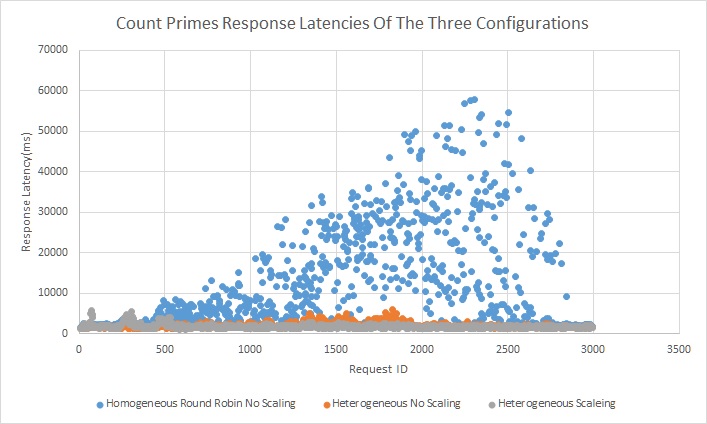 Count Primes Response Latencies Of The Three Configurations
70000
60000
50000
40000
30000
20000
10000
0
Response Latency(ms)
0 500 1000 1500 2000 2500 3000 3500
Request ID
Homogeneous Round Robin No Scaling Heterogeneous No Scaling Heterogeneous Scaleing